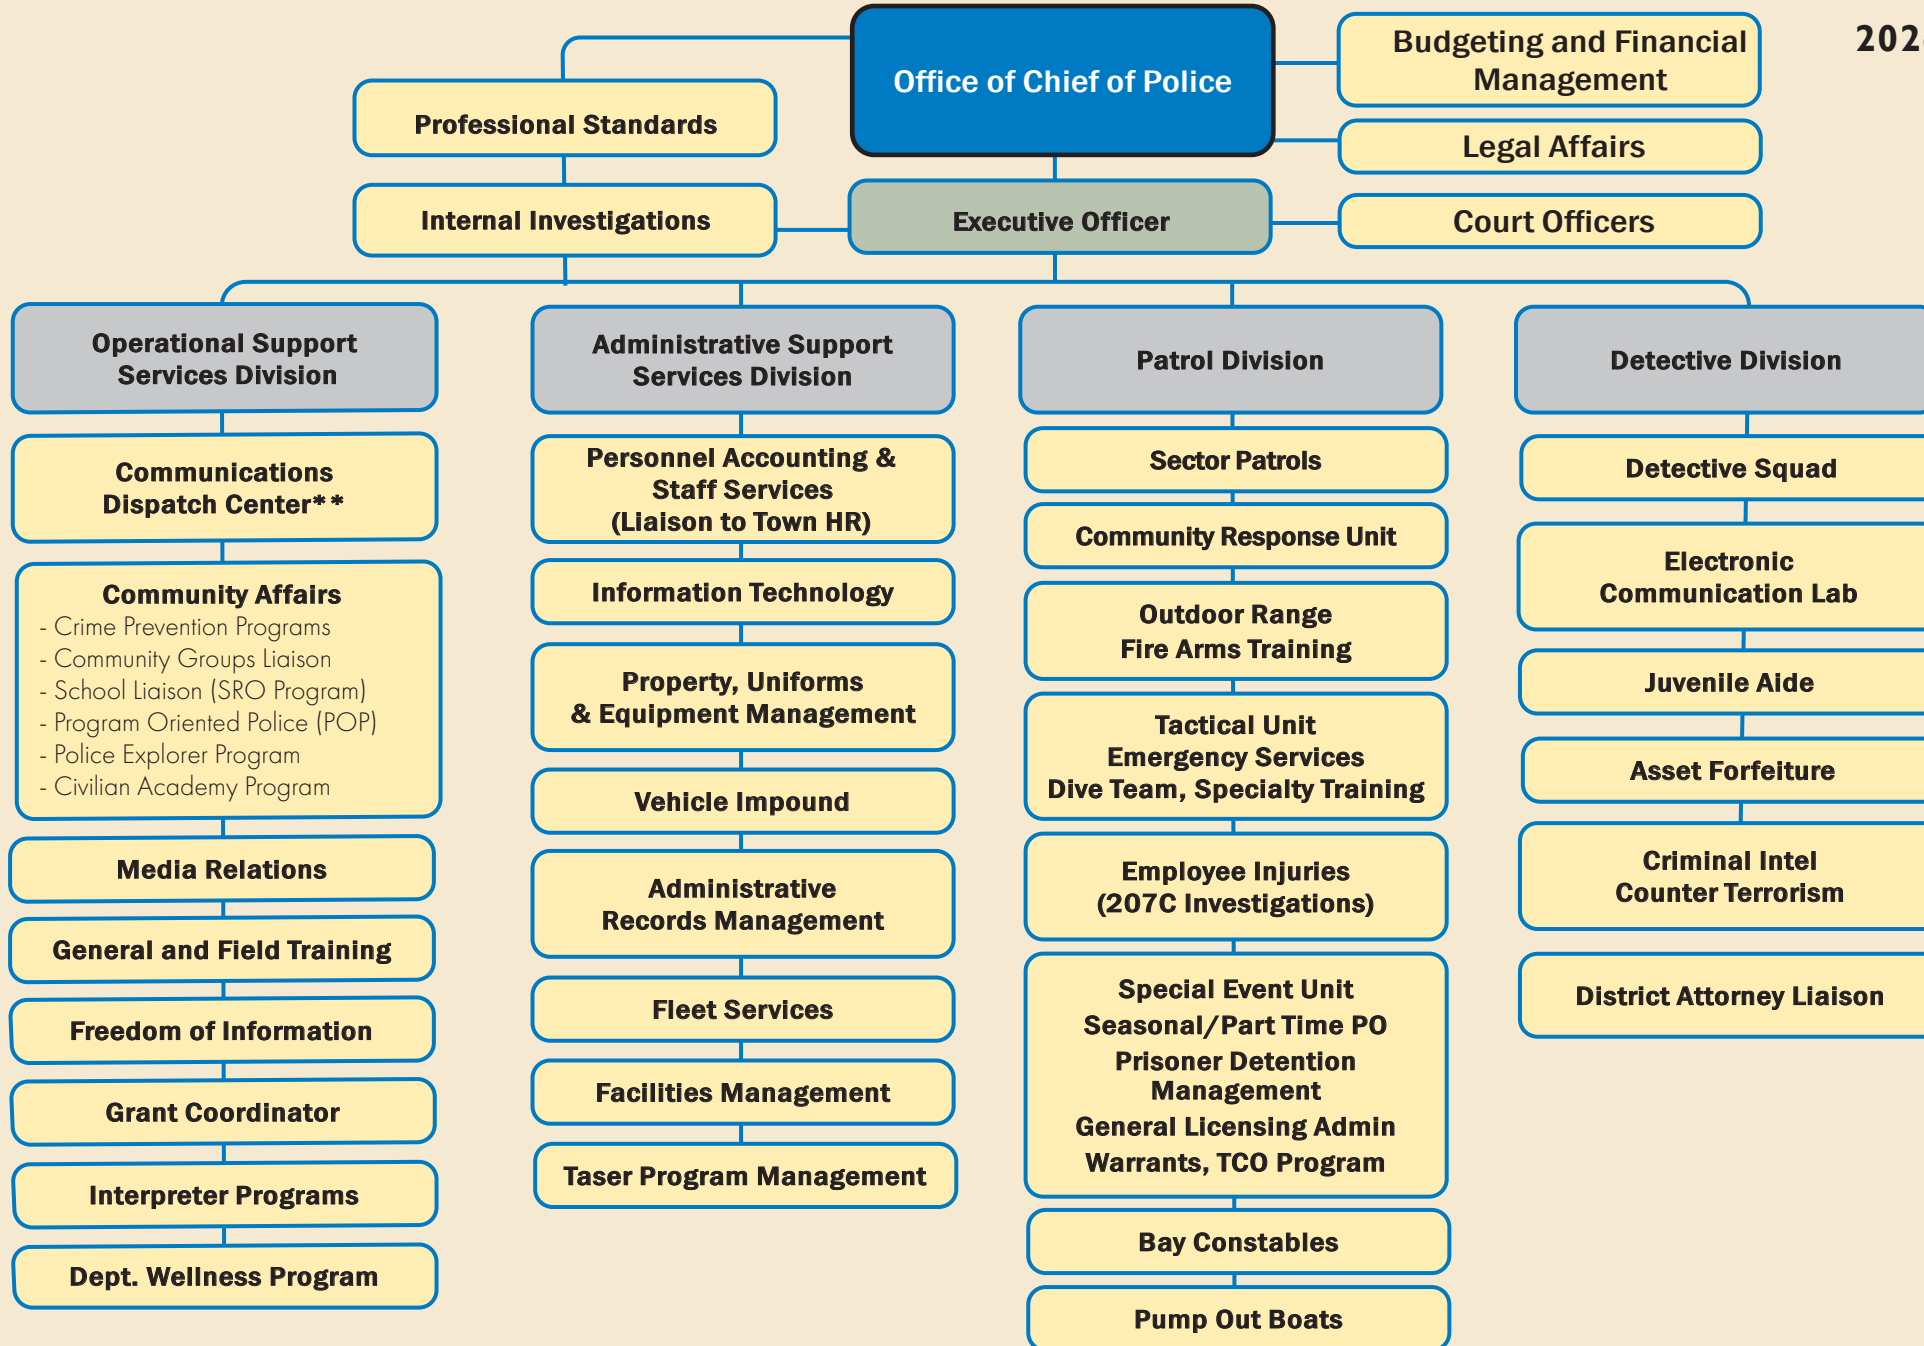 Office of Chief of Police
Budgeting and Financial
Management
Legal Affairs
Professional Standards
Internal Investigations
Executive Officer
Court Officers
Operational Support
Services Division
Communications
Dispatch Center**
Community Affairs
- Crime Prevention Programs
- Community Groups Liaison
- School Liaison (SRO Program)
- Program Oriented Police (POP)
- Police Explorer Program
- Civilian Academy Program
Media Relations
General and Field Training
Freedom of Information
Grant Coordinator
Interpreter Programs
Dept. Wellness Program
Administrative Support
Services Division
Personnel Accounting &
Staff Services
(Liaison to Town HR)
Information Technology
Property, Uniforms
& Equipment Management
Vehicle Impound
Administrative
Records Management
Fleet Services
Facilities Management
Taser Program Management
Patrol Division
Sector Patrols
Community Response Unit
Outdoor Range
Fire Arms Training
Tactical Unit
Emergency Services
Dive Team, Specialty Training
Employee Injuries
(207C Investigations)
Special Event Unit
Seasonal/Part Time PO
Prisoner Detention
Management
General Licensing Admin
Warrants, TCO Program
Bay Constables
Pump Out Boats
Detective Division
Detective Squad
Electronic
Communication Lab
Juvenile Aide
Asset Forfeiture
Criminal Intel
Counter Terrorism
District Attorney Liaison